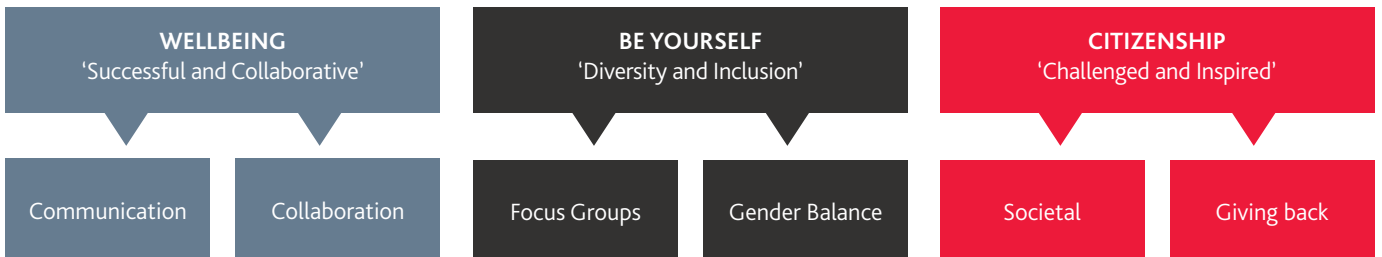 WELLBEING
‘Successful and Collaborative’
Communication
Collaboration
BE YOURSELF
‘Diversity and Inclusion’
Focus Groups
Gender Balance
CITIZENSHIP
‘Challenged and Inspired’
Societal
Giving back